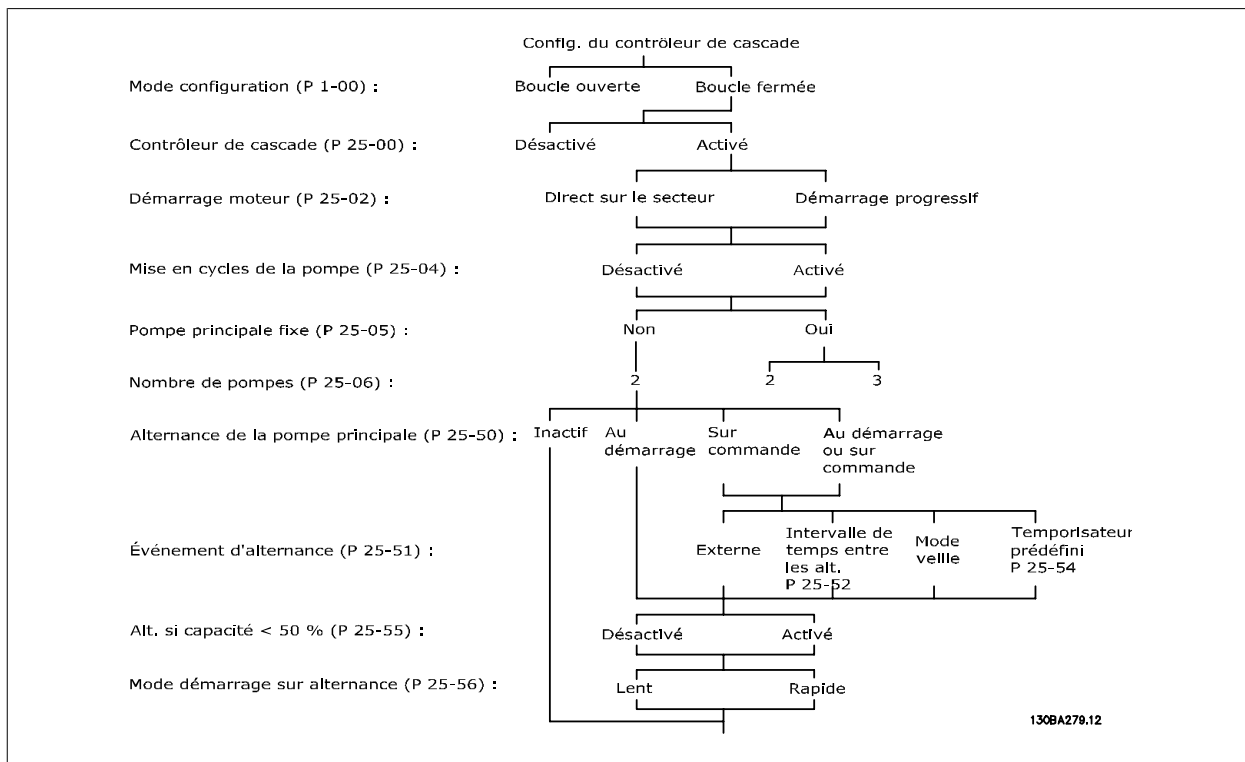 Config. du contrôleur de cascade
Mode configuration (P 1-00) :
Boucle ouverte
Boucle fermée
Contrôleur de cascade (P 25-00) :
Désactivé
Activé
Démarrage moteur (P 25-02) :
Direct sur le secteur
Démarrage progressif
Mise en cycles de la pompe (P 25-04) :
Désactivé
Activé
Pompe principale fixe (P 25-05) :
Non
Oui
Nombre de pompes (P 25-06) :
2
2
3
Alternance de la pompe principale (P 25-50) :
Inactif
Au
démarrage
Sur
commande
Au démarrage
ou sur
commande
Événement d'alternance (P 25-51) :
Externe
Intervalle de
temps entre
les alt.
P 25-52
Mode
veille
Temporisateur
prédéfini
P 25-54
Alt. si capacité < 50 % (P 25-55) :
Désactivé
Activé
Mode démarrage sur alternance (P 25-56) :
Lent
Rapide
130BA279.12